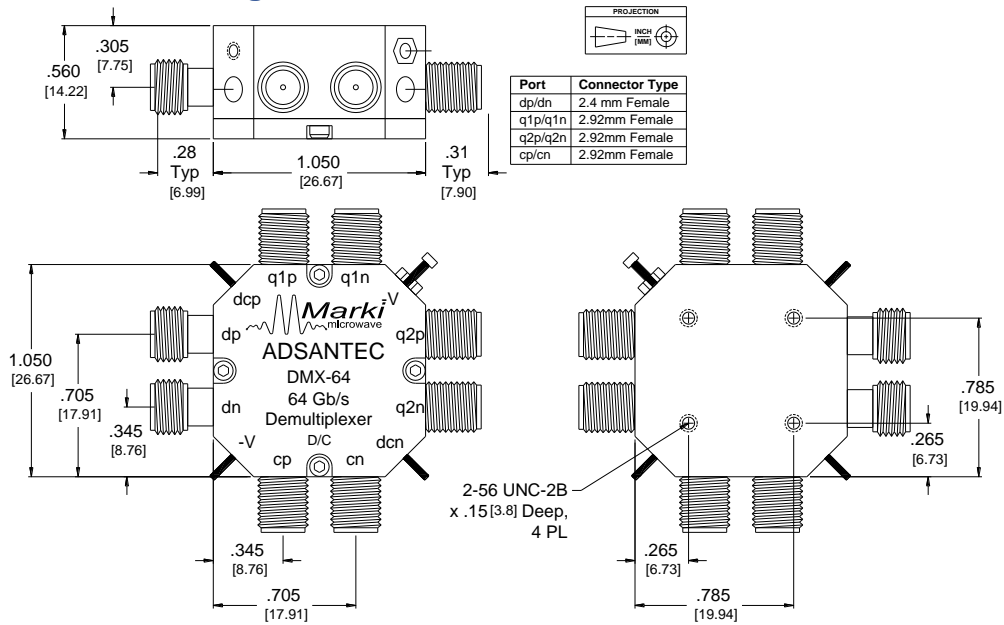 PROJECTION
INCH
[MM]
.305
[7.75]
.560
[14.22]
.28
Typ
[6.99]
1.050
[26.67]
.31
Typ
[7.90]
Port Connector Type
dp/dn 2.4 mm Female
q1p/q1n 2.92mm Female
q2p/q2n 2.92mm Female
cp/cn 2.92mm Female
q1p q1n
dcp -V
Marki
microwave
dp q2p
ADSANTEC
DMX-64
64 Gb/s
Demultiplexer
dn q2n
-V D/C dcn
cp cn
1.050
[26.67]
.705
[17.91]
.345
[8.76]
.345
[8.76]
.705
[17.91]
2-56 UNC-2B
x .15 [3.8] Deep,
4 PL
.785
[19.94]
.265
[6.73]
.265
[6.73]
.785
[19.94]